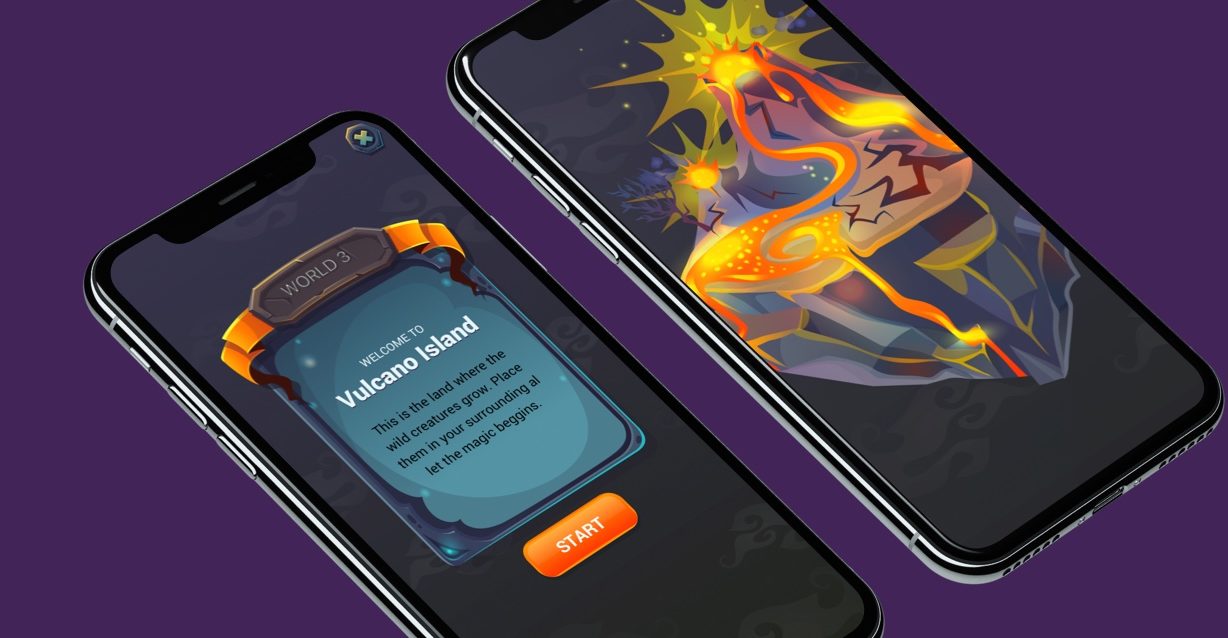 WORLD 3
WELCOME TO
Vulcano Island
This is the land where the
wild creatures grow. Place
them in your surrounding al
let the magic beggins.
START